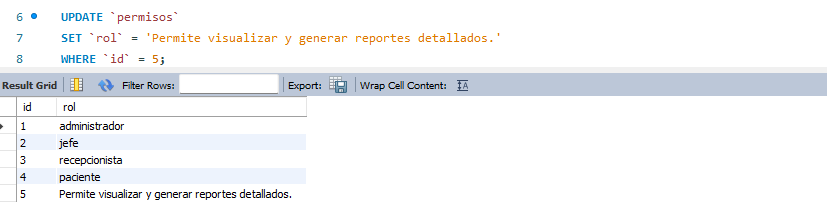 6 UPDATE `permisos`
7 SET `rol` = 'Permite visualizar y generar reportes detallados.'
8 WHERE `id` = 5;
Result Grid Filter Rows: Export: Wrap Cell Content:
id rol
1 administrador
2 jefe
3 recepcionista
4 paciente
5 Permite visualizar y generar reportes detallados.